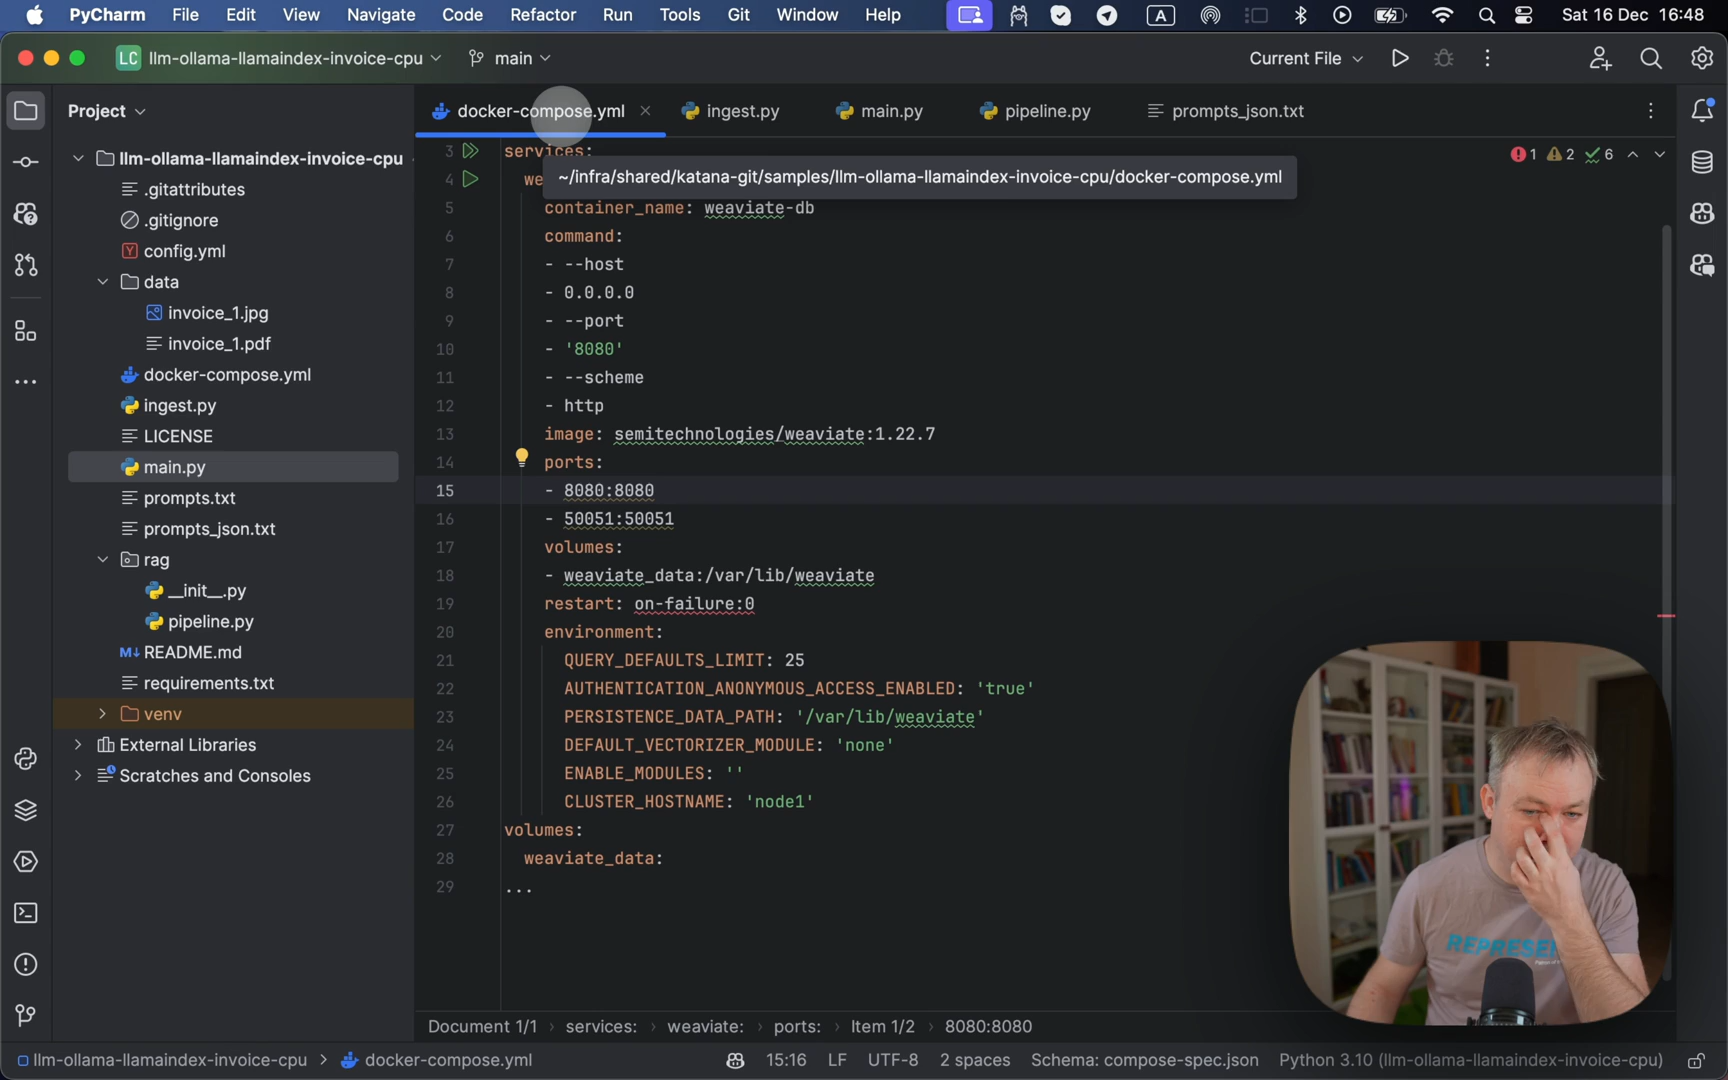 PyCharm File Edit View Navigate Code Refactor Run Tools Git Window Help A Sat 16 Dec 16:48
LC llm-ollama-llamaindex-invoice-cpu main Current File
Project
docker-compose.yml ingest.py main.py pipeline.py prompts_json.txt
llm-ollama-llamaindex-invoice-cpu
.gitattributes
.gitignore
config.yml
data
invoice_1.jpg
invoice_1.pdf
docker-compose.yml
ingest.py
LICENSE
main.py
prompts.txt
prompts_json.txt
rag
__init__.py
pipeline.py
M↓ README.md
requirements.txt
venv
External Libraries
Scratches and Consoles
1 2 6
~/infra/shared/katana-git/samples/llm-ollama-llamaindex-invoice-cpu/docker-compose.yml
3 services:
4 we
5 container_name: weaviate-db
6 command:
7 - --host
8 - 0.0.0.0
9 - --port
10 - '8080'
11 - --scheme
12 - http
13 image: semitechnologies/weaviate:1.22.7
14 ports:
15 - 8080:8080
16 - 50051:50051
17 volumes:
18 - weaviate_data:/var/lib/weaviate
19 restart: on-failure:0
20 environment:
21 QUERY_DEFAULTS_LIMIT: 25
22 AUTHENTICATION_ANONYMOUS_ACCESS_ENABLED: 'true'
23 PERSISTENCE_DATA_PATH: '/var/lib/weaviate'
24 DEFAULT_VECTORIZER_MODULE: 'none'
25 ENABLE_MODULES: ''
26 CLUSTER_HOSTNAME: 'node1'
27 volumes:
28 weaviate_data:
29 ...
REPRESE
Document 1/1 › services: › weaviate: › ports: › Item 1/2 › 8080:8080
llm-ollama-llamaindex-invoice-cpu > docker-compose.yml 15:16 LF UTF-8 2 spaces Schema: compose-spec.json Python 3.10 (llm-ollama-llamaindex-invoice-cpu)